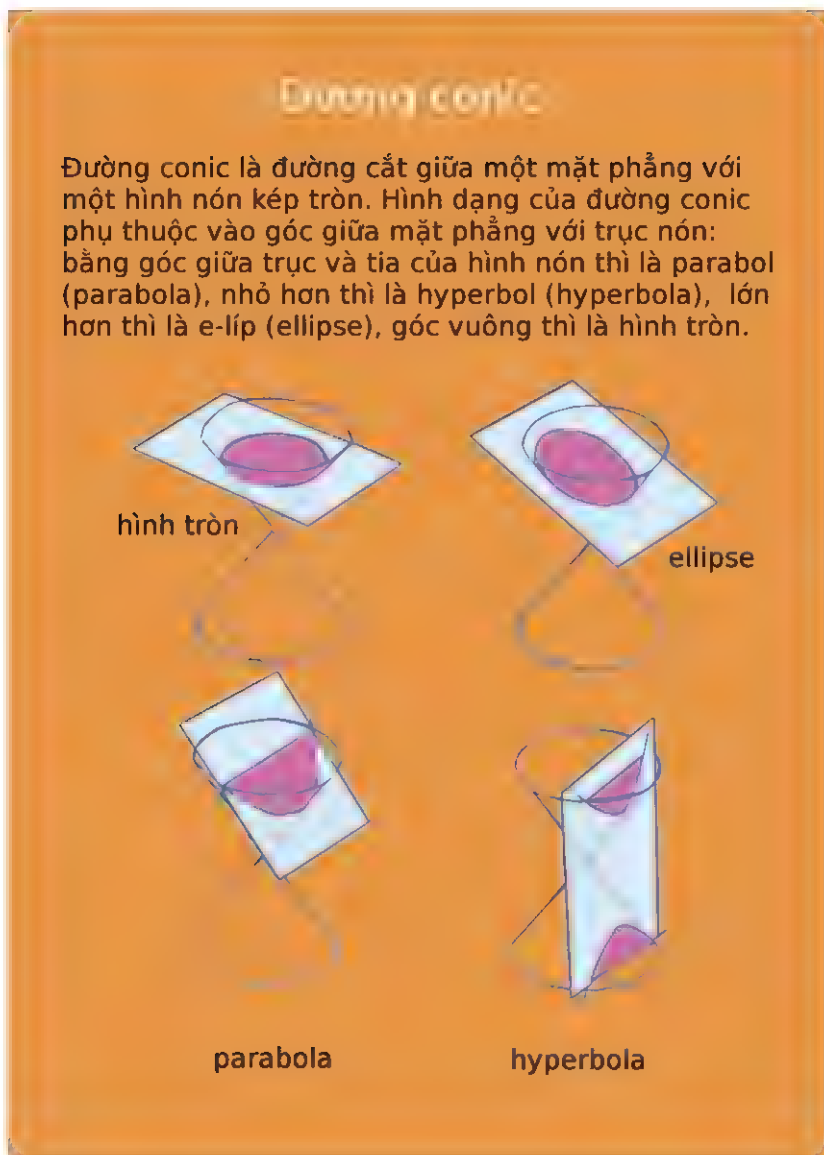 Đường conic
Đường conic là đường cắt giữa một mặt phẳng với
một hình nón kép tròn. Hình dạng của đường conic
phụ thuộc vào góc giữa mặt phẳng với trục nón:
bằng góc giữa trục và tia của hình nón thì là parabol
(parabola), nhỏ hơn thì là hyperbol (hyperbola), lớn
hơn thì là e-líp (ellipse), góc vuông thì là hình tròn.
hình tròn
ellipse
parabola
hyperbola